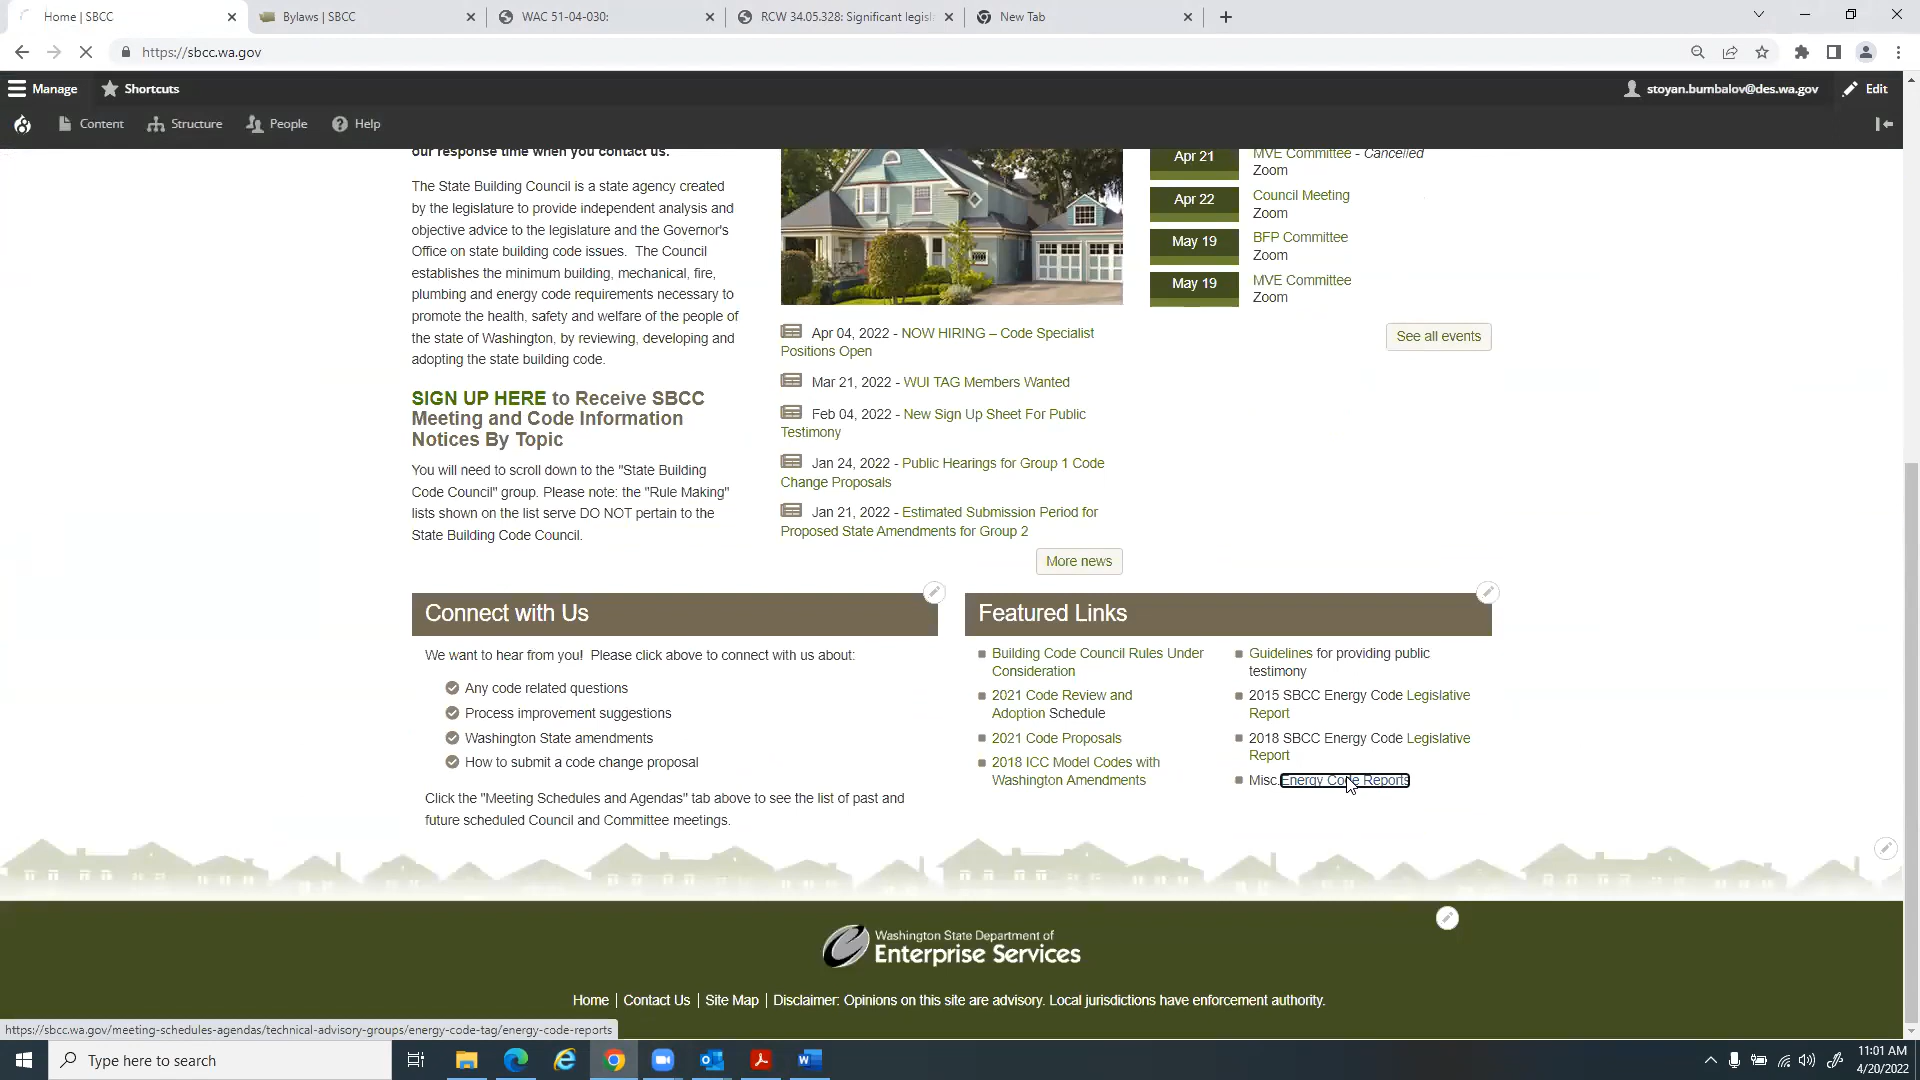 Home | SBCC
Bylaws | SBCC
WAC 51-04-030:
RCW 34.05.328: Significant legisl
New Tab
https://sbcc.wa.gov
Manage
Shortcuts
stoyan.bumbalov@des.wa.gov
Edit
Content
Structure
People
Help
our response time when you contact us.
The State Building Council is a state agency created
by the legislature to provide independent analysis and
objective advice to the legislature and the Governor's
Office on state building code issues. The Council
establishes the minimum building, mechanical, fire,
plumbing and energy code requirements necessary to
promote the health, safety and welfare of the people of
the state of Washington, by reviewing, developing and
adopting the state building code.
SIGN UP HERE to Receive SBCC
Meeting and Code Information
Notices By Topic
You will need to scroll down to the "State Building
Code Council" group. Please note: the "Rule Making"
lists shown on the list serve DO NOT pertain to the
State Building Code Council.
Apr 04, 2022 - NOW HIRING – Code Specialist
Positions Open
Mar 21, 2022 - WUI TAG Members Wanted
Feb 04, 2022 - New Sign Up Sheet For Public
Testimony
Jan 24, 2022 - Public Hearings for Group 1 Code
Change Proposals
Jan 21, 2022 - Estimated Submission Period for
Proposed State Amendments for Group 2
More news
Apr 21
MVE Committee - Cancelled
Zoom
Apr 22
Council Meeting
Zoom
May 19
BFP Committee
Zoom
May 19
MVE Committee
Zoom
See all events
Connect with Us
We want to hear from you! Please click above to connect with us about:
Any code related questions
Process improvement suggestions
Washington State amendments
How to submit a code change proposal
Click the "Meeting Schedules and Agendas" tab above to see the list of past and
future scheduled Council and Committee meetings.
Featured Links
Building Code Council Rules Under
Consideration
2021 Code Review and
Adoption Schedule
2021 Code Proposals
2018 ICC Model Codes with
Washington Amendments
Guidelines for providing public
testimony
2015 SBCC Energy Code Legislative
Report
2018 SBCC Energy Code Legislative
Report
Misc. Energy Code Reports
Washington State Department of
Enterprise Services
Home | Contact Us | Site Map | Disclaimer: Opinions on this site are advisory. Local jurisdictions have enforcement authority.
https://sbcc.wa.gov/meeting-schedules-agendas/technical-advisory-groups/energy-code-tag/energy-code-reports
Type here to search
11:01 AM
4/20/2022